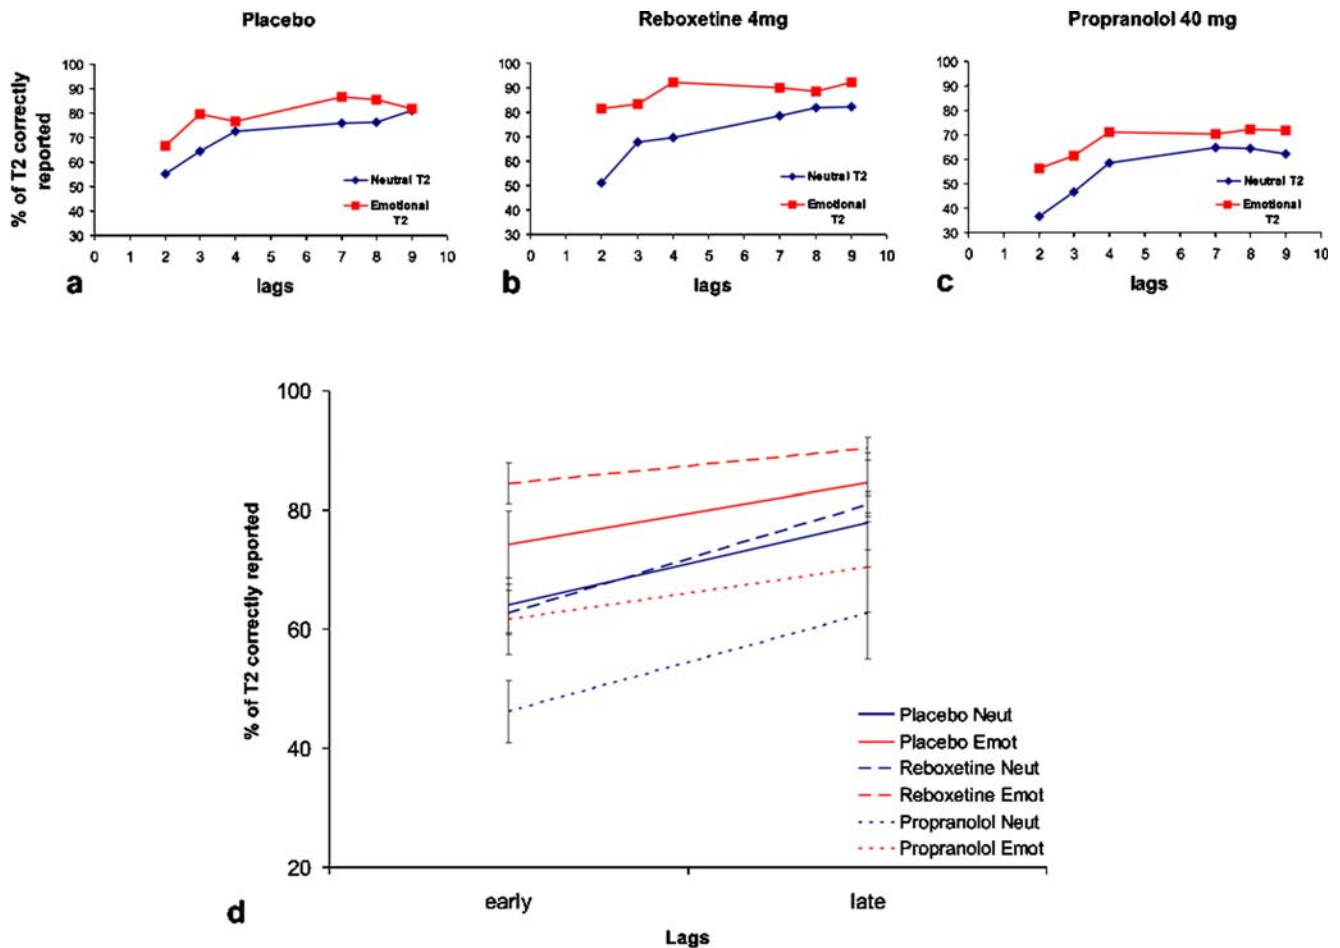 Placebo
Reboxetine 4mg
Propranolol 40 mg
% of T2 correctly
reported
100
90
80
70
60
50
40
30
0 1 2 3 4 5 6 7 8 9 10
Neutral T2
Emotional
T2
a
lags
100
90
80
70
60
50
40
30
0 1 2 3 4 5 6 7 8 9 10
Neutral T2
Emotional
T2
b
lags
100
90
80
70
60
50
40
30
0 1 2 3 4 5 6 7 8 9 10
Neutral T2
Emotional
T2
c
lags
% of T2 correctly reported
100
80
60
40
20
early late
Placebo Neut
Placebo Emot
Reboxetine Neut
Reboxetine Emot
Propranolol Neut
Propranolol Emot
d
Lags